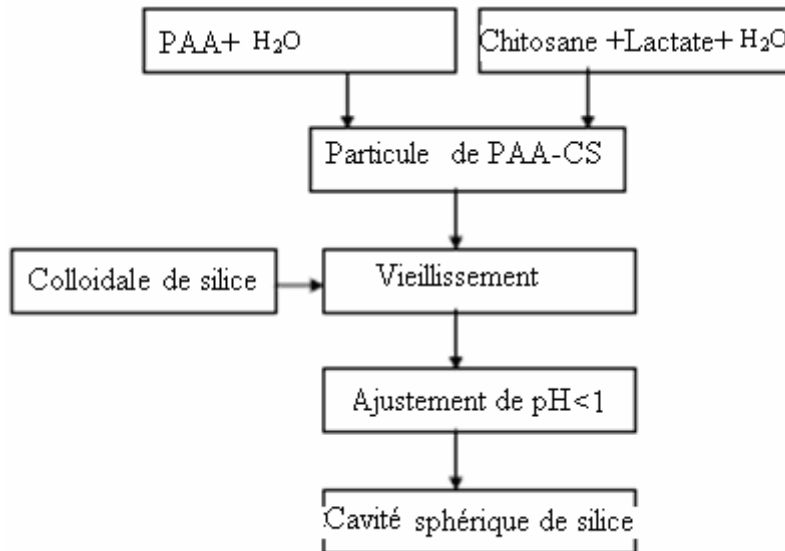 PAA+ H₂O
Chitosane +Lactate+ H₂O
Particule de PAA-CS
Colloidale de silice
Vieillissement
Ajustement de pH<1
Cavité sphérique de silice